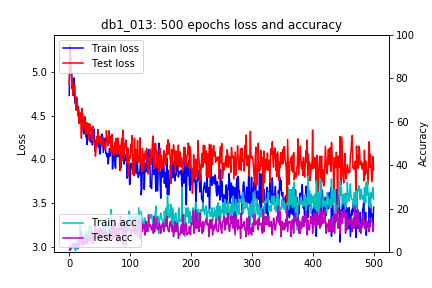 db1_013: 500 epochs loss and accuracy
Train loss
Test loss
Train acc
Test acc
Loss
5.0
4.5
4.0
3.5
3.0
Accuracy
100
80
60
40
20
0
0 100 200 300 400 500